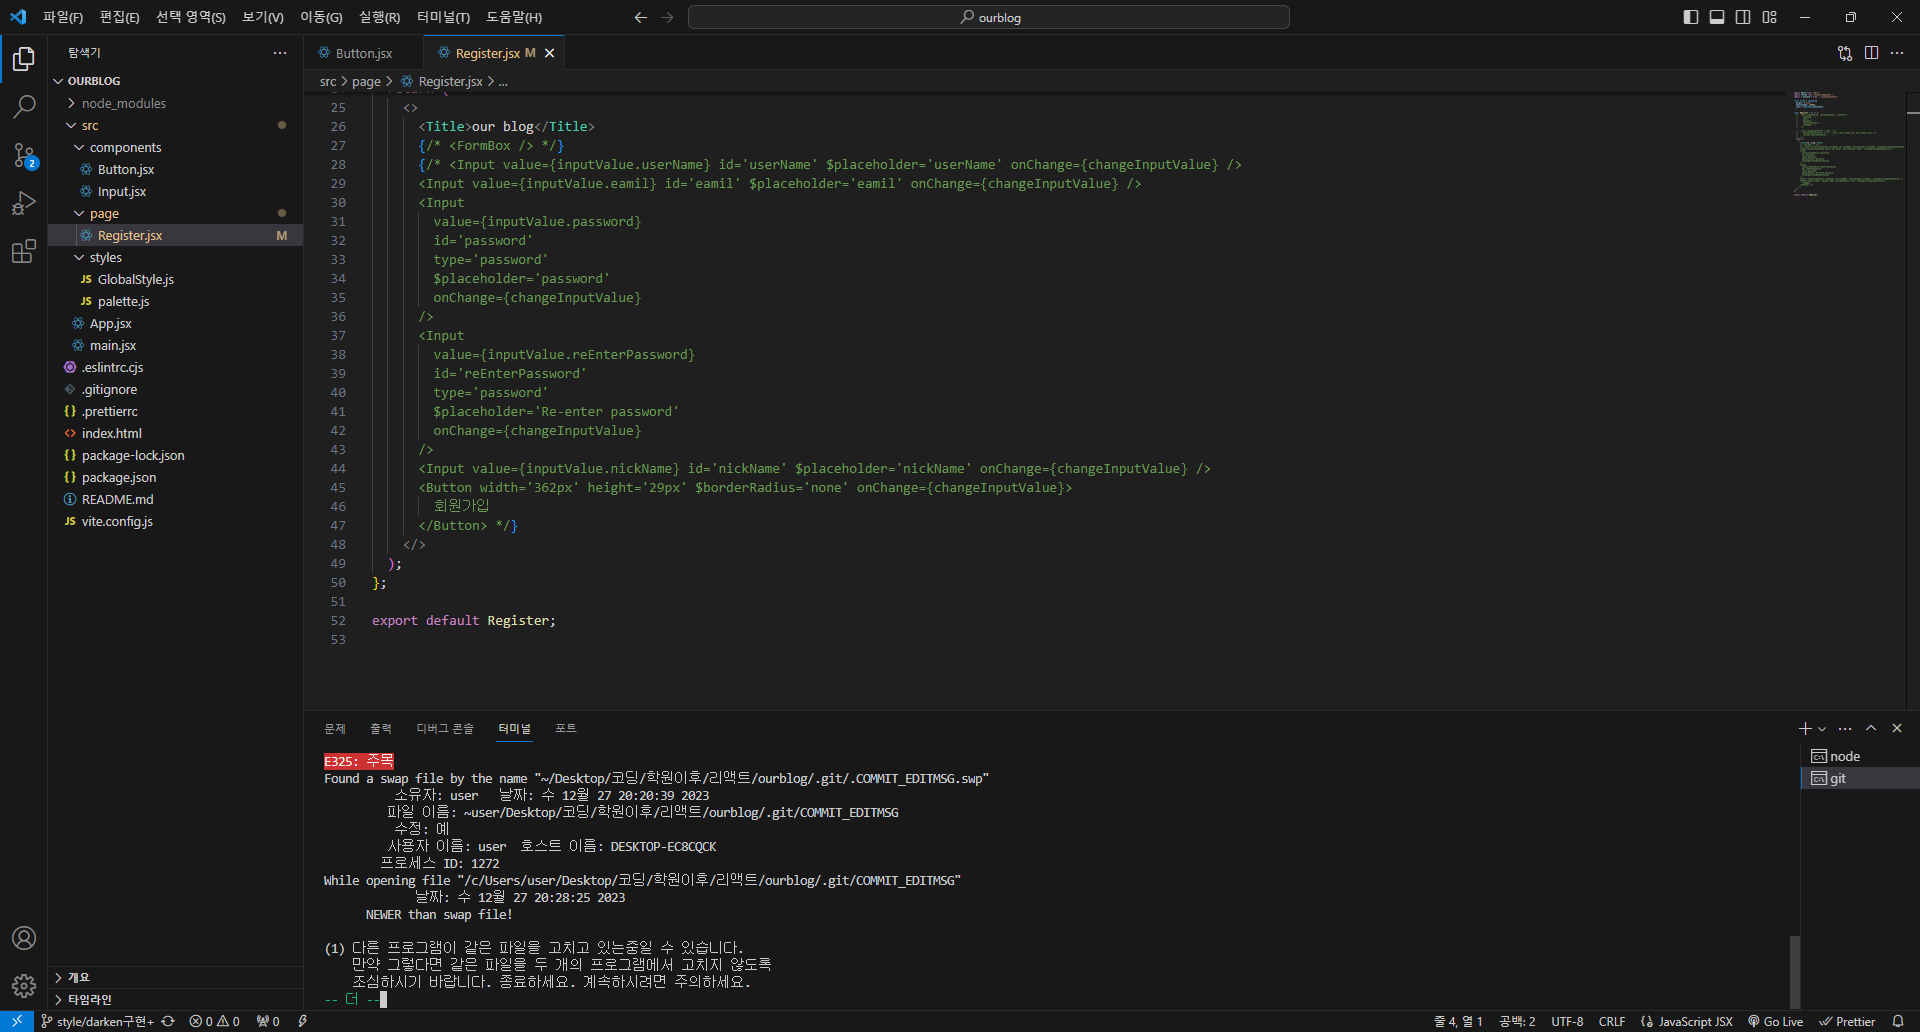 파일(F) 편집(E) 선택 영역(S) 보기(V) 이동(G) 실행(R) 터미널(T) 도움말(H)
ourblog
탐색기
OURBLOG
node_modules
src
components
Button.jsx
Input.jsx
page
Register.jsx M
styles
GlobalStyle.js
palette.js
App.jsx
main.jsx
.eslintrc.cjs
.gitignore
.prettierrc
index.html
package-lock.json
package.json
README.md
vite.config.js
개요
타임라인
2
Button.jsx
Register.jsx M
src > page > Register.jsx > ...
25 <>
26 <Title>our blog</Title>
27 {/* <FormBox /> */}
28 {/* <Input value={inputValue.userName} id='userName' $placeholder='userName' onChange={changeInputValue} />
29 <Input value={inputValue.eamil} id='eamil' $placeholder='eamil' onChange={changeInputValue} />
30 <Input
31 value={inputValue.password}
32 id='password'
33 type='password'
34 $placeholder='password'
35 onChange={changeInputValue}
36 />
37 <Input
38 value={inputValue.reEnterPassword}
39 id='reEnterPassword'
40 type='password'
41 $placeholder='Re-enter password'
42 onChange={changeInputValue}
43 />
44 <Input value={inputValue.nickName} id='nickName' $placeholder='nickName' onChange={changeInputValue} />
45 <Button width='362px' height='29px' $borderRadius='none' onChange={changeInputValue}>
46 회원가입
47 </Button> */}
48 </>
49 );
50 };
51
52 export default Register;
53
문제 출력 디버그 콘솔 터미널 포트
E325: 주목
Found a swap file by the name "~/Desktop/코딩/학원이후/리액트/ourblog/.git/.COMMIT_EDITMSG.swp"
소유자: user 날짜: 수 12월 27 20:20:39 2023
파일 이름: ~user/Desktop/코딩/학원이후/리액트/ourblog/.git/COMMIT_EDITMSG
수정: 예
사용자 이름: user 호스트 이름: DESKTOP-EC8CQCK
프로세스 ID: 1272
While opening file "/c/Users/user/Desktop/코딩/학원이후/리액트/ourblog/.git/COMMIT_EDITMSG"
날짜: 수 12월 27 20:28:25 2023
NEWER than swap file!
(1) 다른 프로그램이 같은 파일을 고치고 있는중일 수 있습니다.
만약 그렇다면 같은 파일을 두 개의 프로그램에서 고치지 않도록
조심하시기 바랍니다. 종료하세요. 계속하시려면 주의하세요.
-- 더 --
node
git
style/darken구현+ 0 0 0
줄 4, 열 1 공백: 2 UTF-8 CRLF JavaScript JSX Go Live Prettier